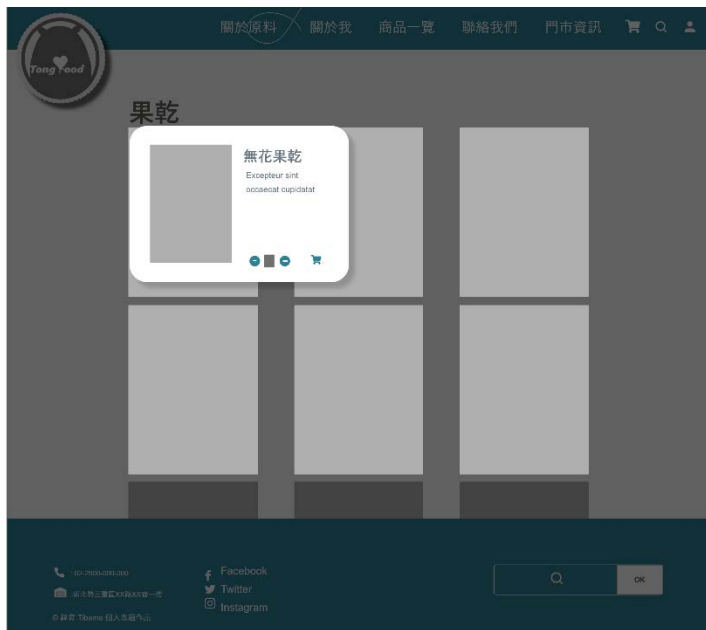 關於原料
關於我
商品一覽
聯絡我們
門市資訊
Tong Food
果乾
無花果乾
Excepteur sint
occaecat cupidatat
Facebook
Twitter
Instagram
OK